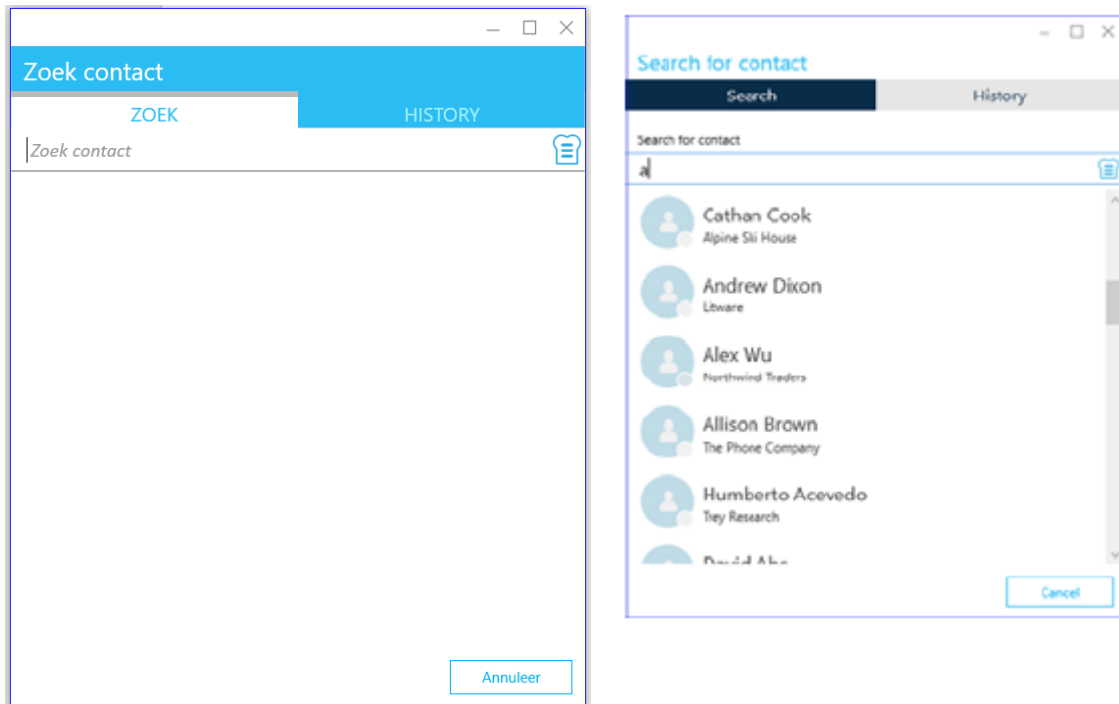 Zoek contact
ZOEK
HISTORY
Zoek contact
Annuleer
Search for contact
Search
History
Search for contact
a
Cathan Cook
Alpine Ski House
Andrew Dixon
Litware
Alex Wu
Northwind Traders
Allison Brown
The Phone Company
Humberto Acevedo
Trey Research
David
Cancel